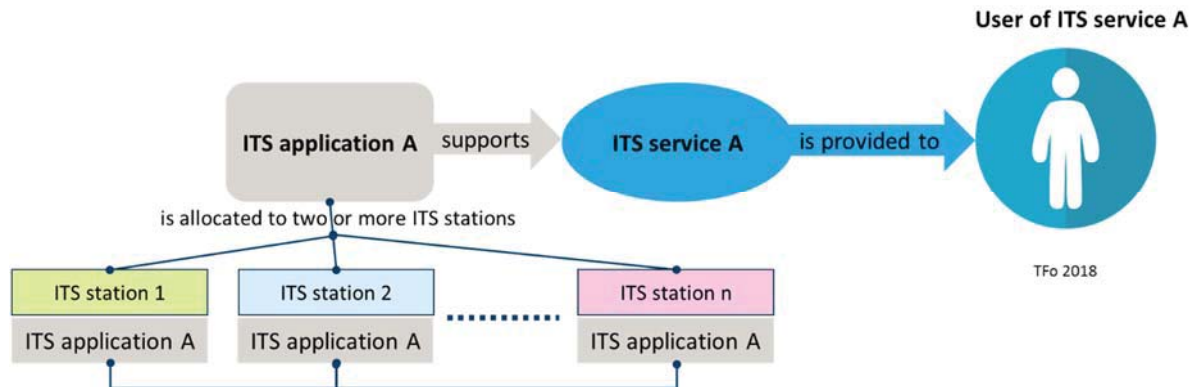 User of ITS service A
ITS application A
supports
ITS service A
is provided to
is allocated to two or more ITS stations
TFo 2018
ITS station 1
ITS station 2
ITS station n
ITS application A
ITS application A
ITS application A